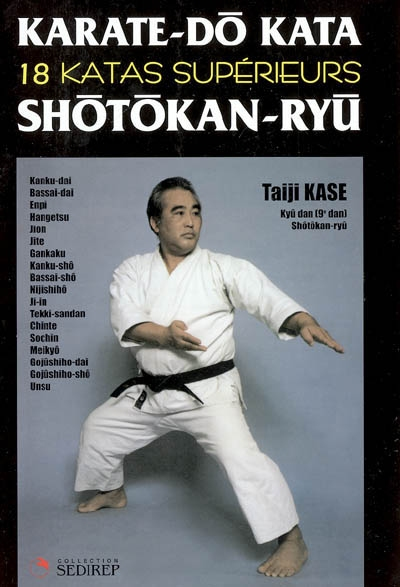 KARATE-DŌ KATA
18 KATAS SUPÉRIEURS
SHŌTŌKAN-RYŪ
Kanku-dai
Bassai-dai
Enpi
Hangetsu
Jion
Jite
Gankaku
Kanku-shō
Bassai-shō
Nijishihō
Ji-in
Tekki-sandan
Chinte
Sochin
Meikyō
Gojūshiho-dai
Gojūshiho-shō
Unsu
Taiji KASE
Kyū dan (9e dan)
Shōtōkan-ryū
COLLECTION
SEDIREP